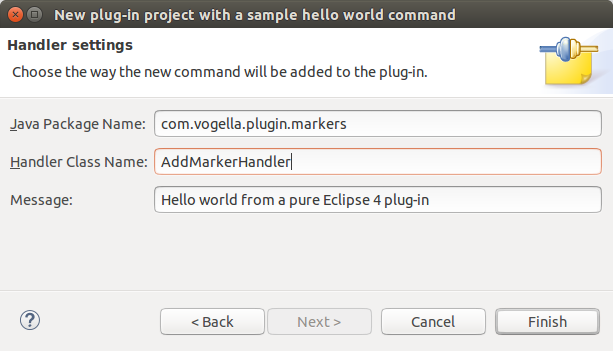 New plug-in project with a sample hello world command
Handler settings
Choose the way the new command will be added to the plug-in.
Java Package Name: com.vogella.plugin.markers
Handler Class Name: AddMarkerHandler
Message: Hello world from a pure Eclipse 4 plug-in
? < Back Next > Cancel Finish